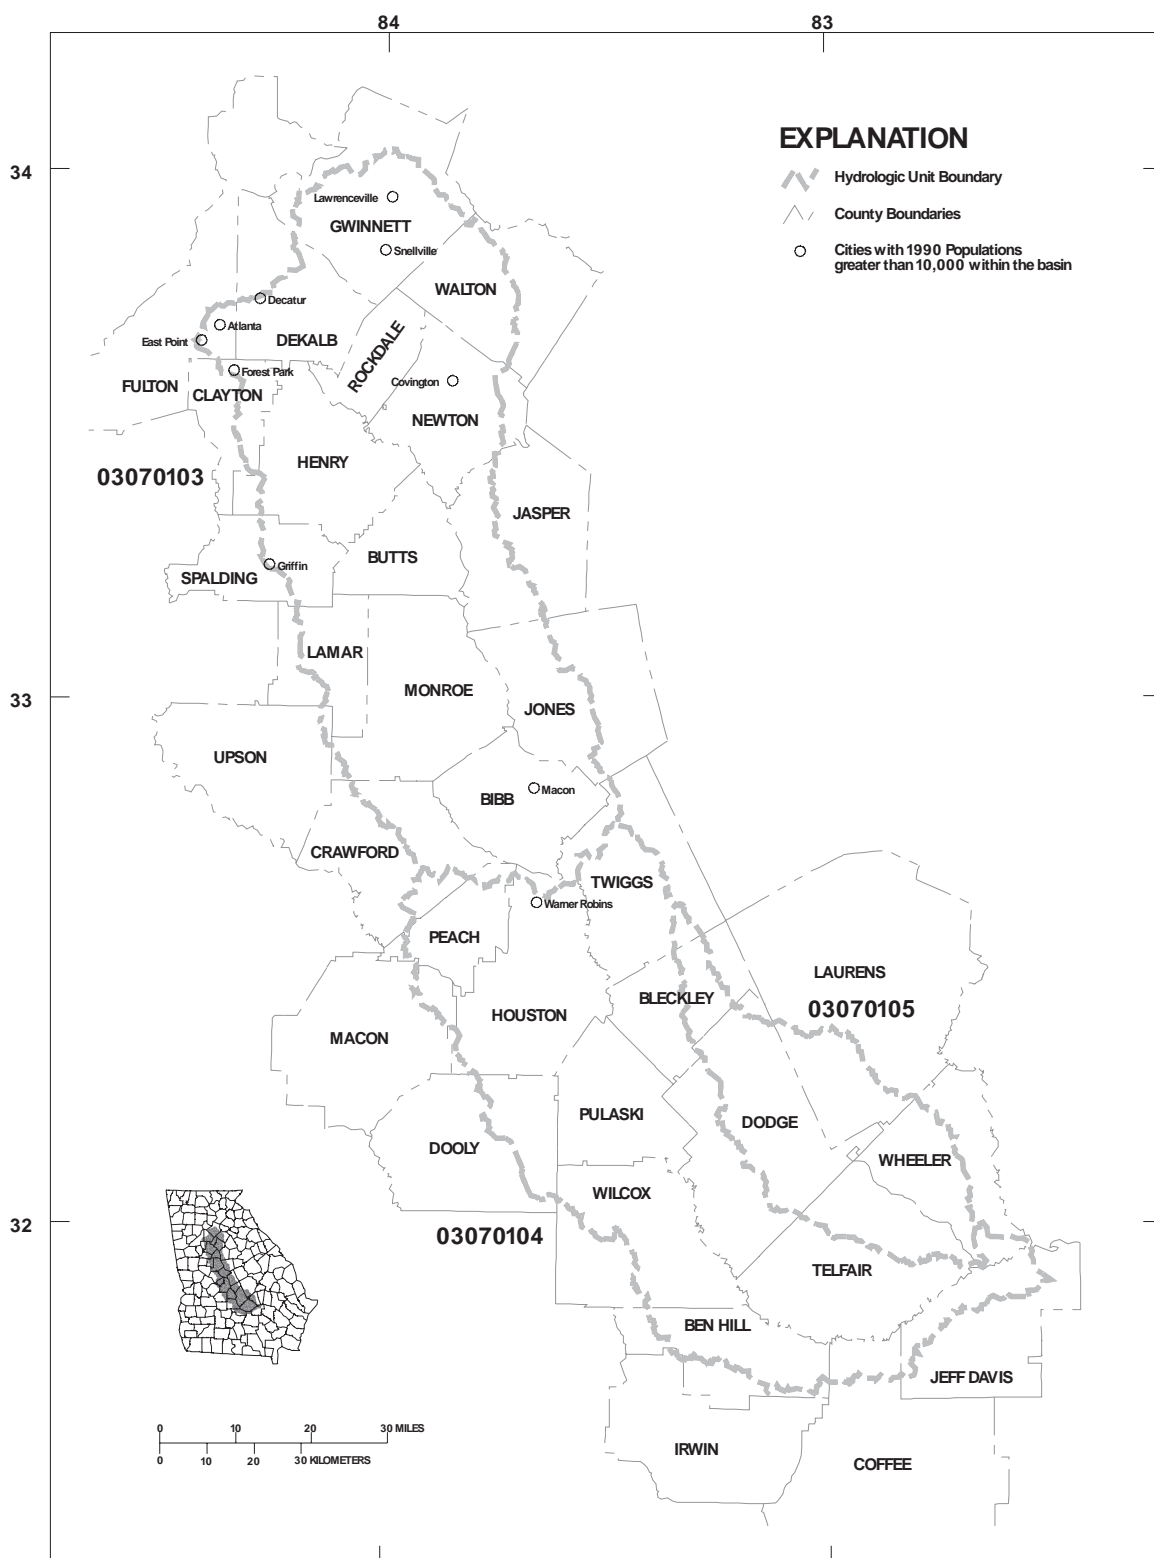 84
83
34
EXPLANATION
Hydrologic Unit Boundary
County Boundaries
Cities with 1990 Populations
greater than 10,000 within the basin
Lawrenceville
GWINNETT
Snellville
WALTON
Decatur
Atlanta
East Point
DEKALB
ROCKDALE
Forest Park
FULTON
CLAYTON
Covington
NEWTON
HENRY
03070103
JASPER
BUTTS
Griffin
SPALDING
LAMAR
MONROE
33
JONES
UPSON
Macon
BIBB
CRAWFORD
TWIGGS
Warner Robins
PEACH
LAURENS
BLECKLEY
03070105
HOUSTON
MACON
PULASKI
DODGE
DOOLY
WHEELER
WILCOX
32
03070104
TELFAIR
BEN HILL
JEFF DAVIS
IRWIN
COFFEE
0 10 20 30 MILES
0 10 20 30 KILOMETERS